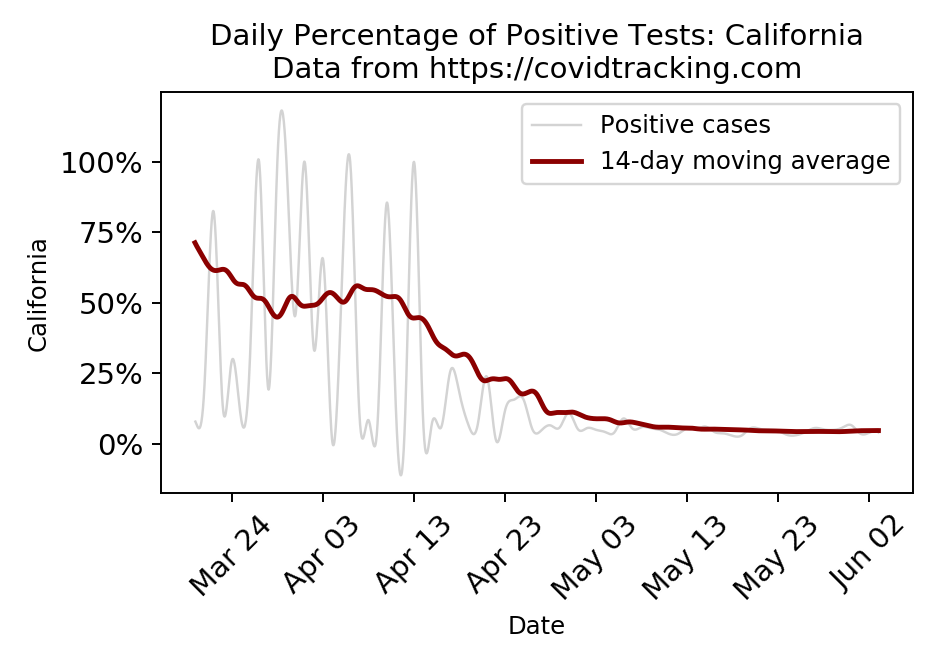 Daily Percentage of Positive Tests: California
Data from https://covidtracking.com
Positive cases
14-day moving average
100%
75%
50%
25%
0%
California
Mar 24
Apr 03
Apr 13
Apr 23
May 03
May 13
May 23
Jun 02
Date